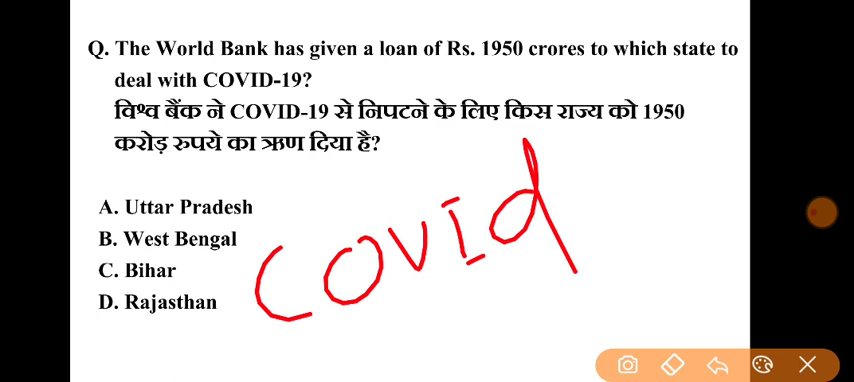 Q. The World Bank has given a loan of Rs. 1950 crores to which state to
deal with COVID-19?
विश्व बैंक ने COVID-19 से निपटने के लिए किस राज्य को 1950
करोड़ रुपये का ऋण दिया है?
A. Uttar Pradesh
B. West Bengal
C. Bihar
D. Rajasthan
COVId